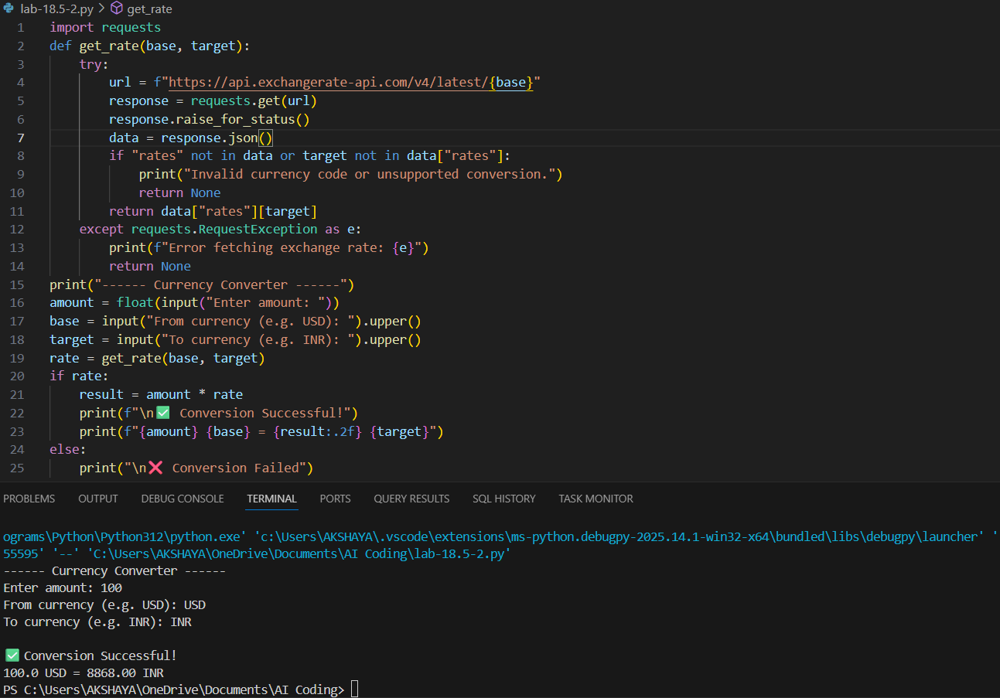 lab-18.5-2.py > get_rate
1 import requests
2 def get_rate(base, target):
3     try:
4         url = f"https://api.exchangerate-api.com/v4/latest/{base}"
5         response = requests.get(url)
6         response.raise_for_status()
7         data = response.json()
8         if "rates" not in data or target not in data["rates"]:
9             print("Invalid currency code or unsupported conversion.")
10             return None
11         return data["rates"][target]
12     except requests.RequestException as e:
13         print(f"Error fetching exchange rate: {e}")
14         return None
15 print("------ Currency Converter ------")
16 amount = float(input("Enter amount: "))
17 base = input("From currency (e.g. USD): ").upper()
18 target = input("To currency (e.g. INR): ").upper()
19 rate = get_rate(base, target)
20 if rate:
21     result = amount * rate
22     print(f"\n✅ Conversion Successful!")
23     print(f"{amount} {base} = {result:.2f} {target}")
24 else:
25     print("\n❌ Conversion Failed")
PROBLEMS OUTPUT DEBUG CONSOLE TERMINAL PORTS QUERY RESULTS SQL HISTORY TASK MONITOR
ograms\Python\Python312\python.exe' 'c:\Users\AKSHAYA\.vscode\extensions\ms-python.debugpy-2025.14.1-win32-x64\bundled\libs\debugpy\launcher' '
55595' '--' 'C:\Users\AKSHAYA\OneDrive\Documents\AI Coding\lab-18.5-2.py'
------ Currency Converter ------
Enter amount: 100
From currency (e.g. USD): USD
To currency (e.g. INR): INR
✅ Conversion Successful!
100.0 USD = 8868.00 INR
PS C:\Users\AKSHAYA\OneDrive\Documents\AI Coding>